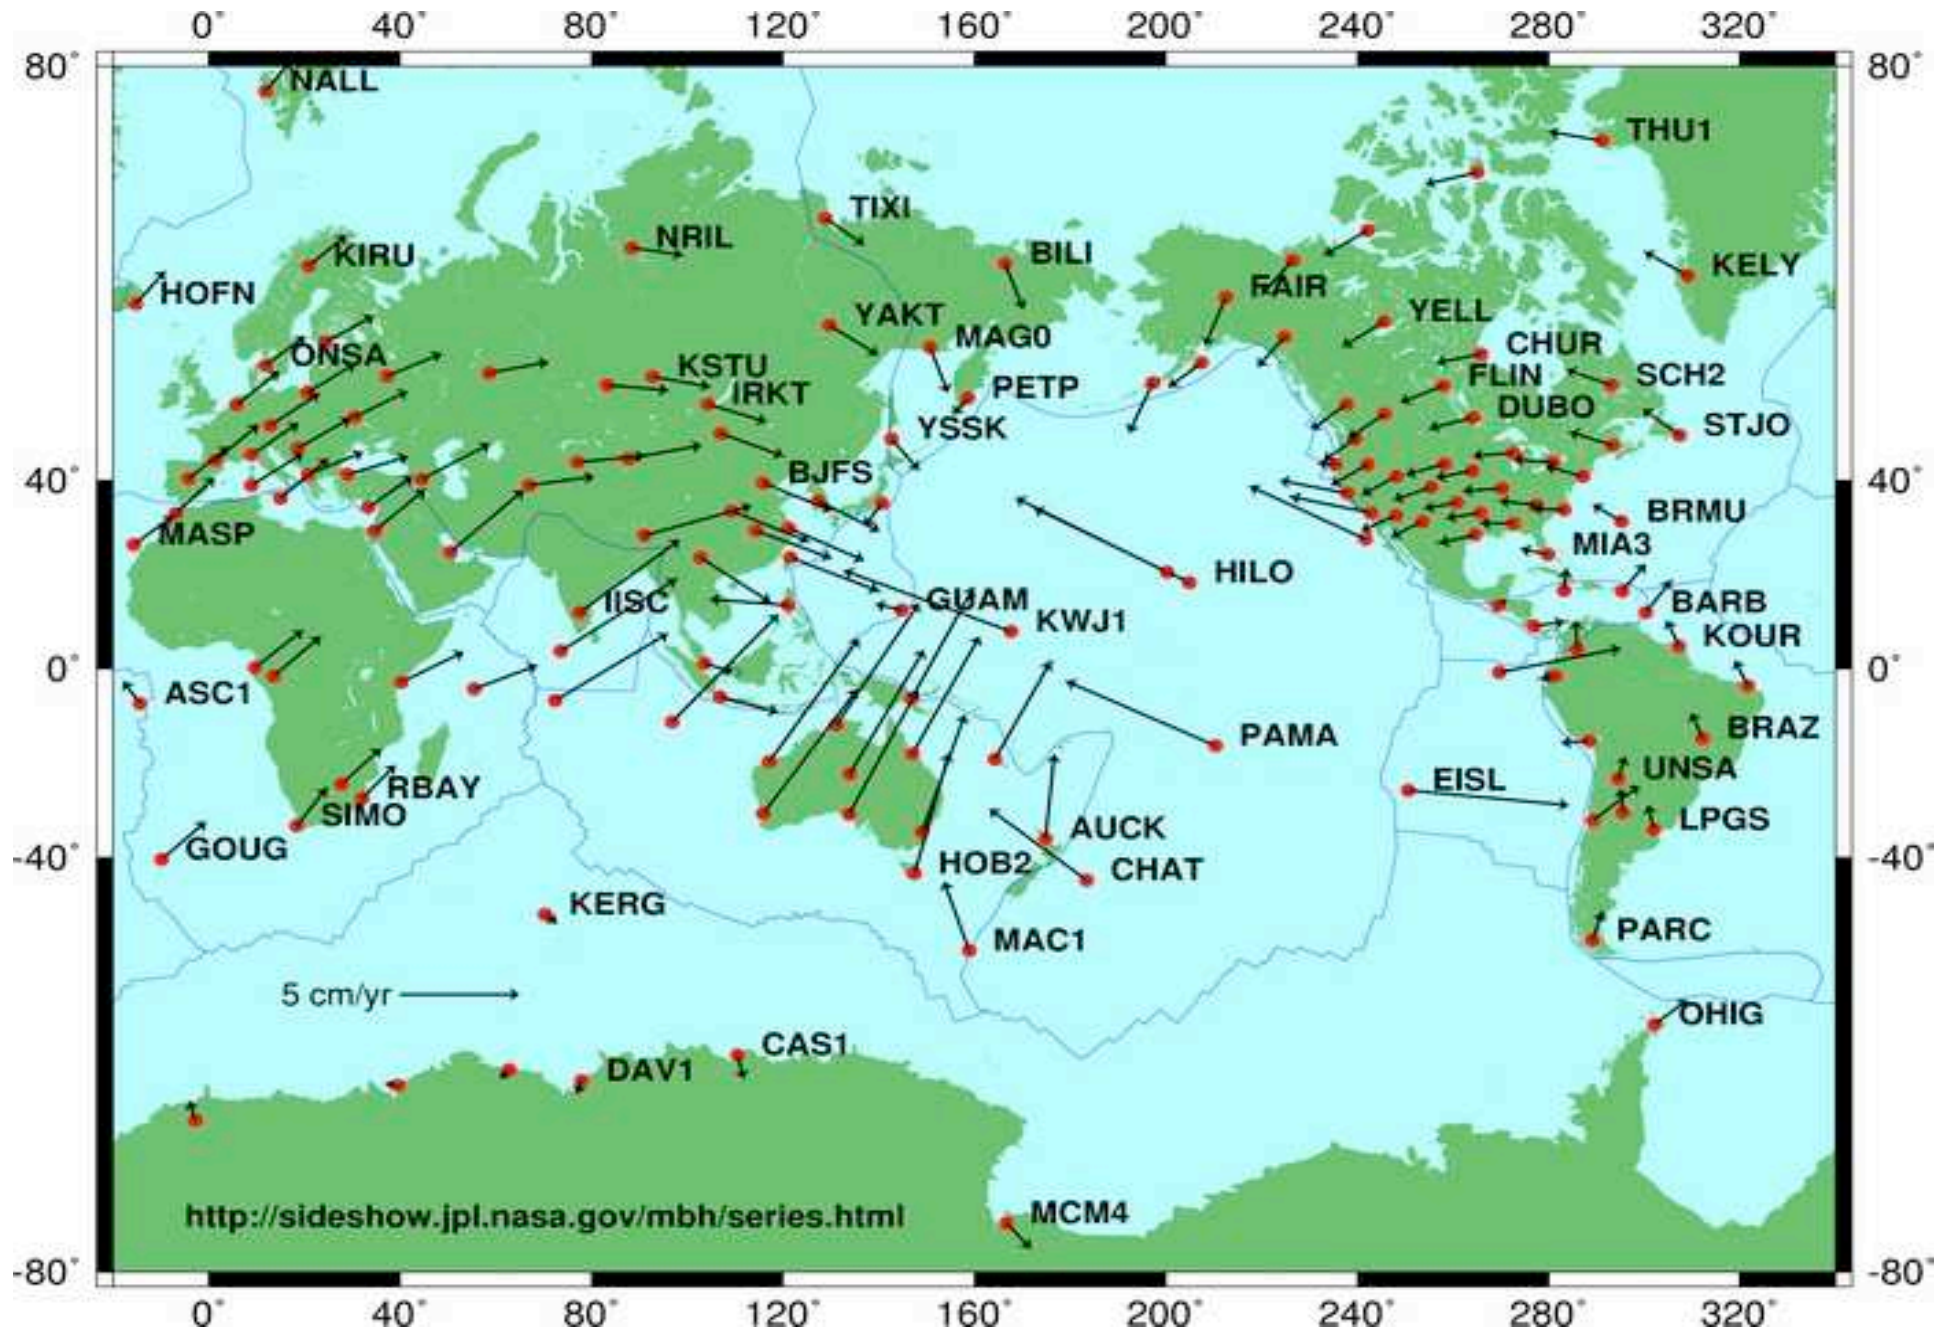 0° 40° 80° 120° 160° 200° 240° 280° 320°
80° 80°
NALL
THU1
TIXI
NRIL
KIRU
BILI
KELY
HOFN
FAIR
YAKT
YELL
MAG0
CHUR
ONSA
KSTU
FLIN
SCH2
IRKT
PETP
DUBO
YSSK
STJO
BJFS
40° 40°
BRMU
MASP
MIA3
HILO
IISC
GUAM
BARB
KWJ1
KOUR
0° 0°
ASC1
BRAZ
PAMA
UNSA
EISL
RBAY
SIMO
LPGS
AUCK
GOUG
-40° -40°
HOB2
CHAT
KERG
PARC
MAC1
5 cm/yr
OHIG
CAS1
DAV1
MCM4
http://sideshow.jpl.nasa.gov/mbh/series.html
-80° -80°
0° 40° 80° 120° 160° 200° 240° 280° 320°